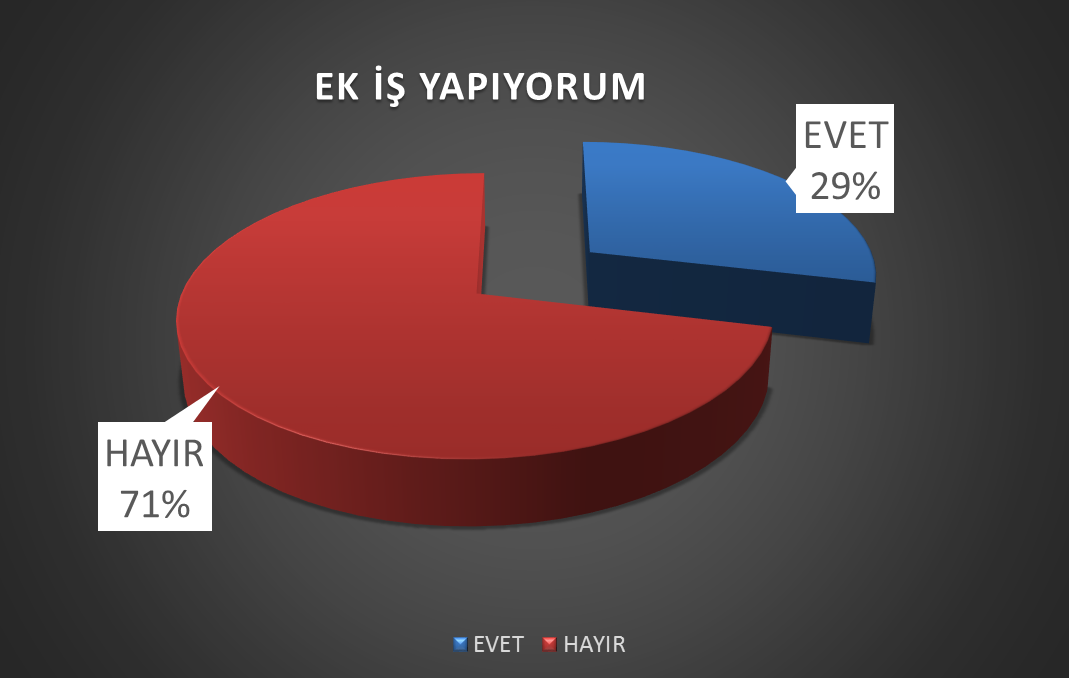 EK İŞ YAPIYORUM
EVET
29%
HAYIR
71%
EVET HAYIR